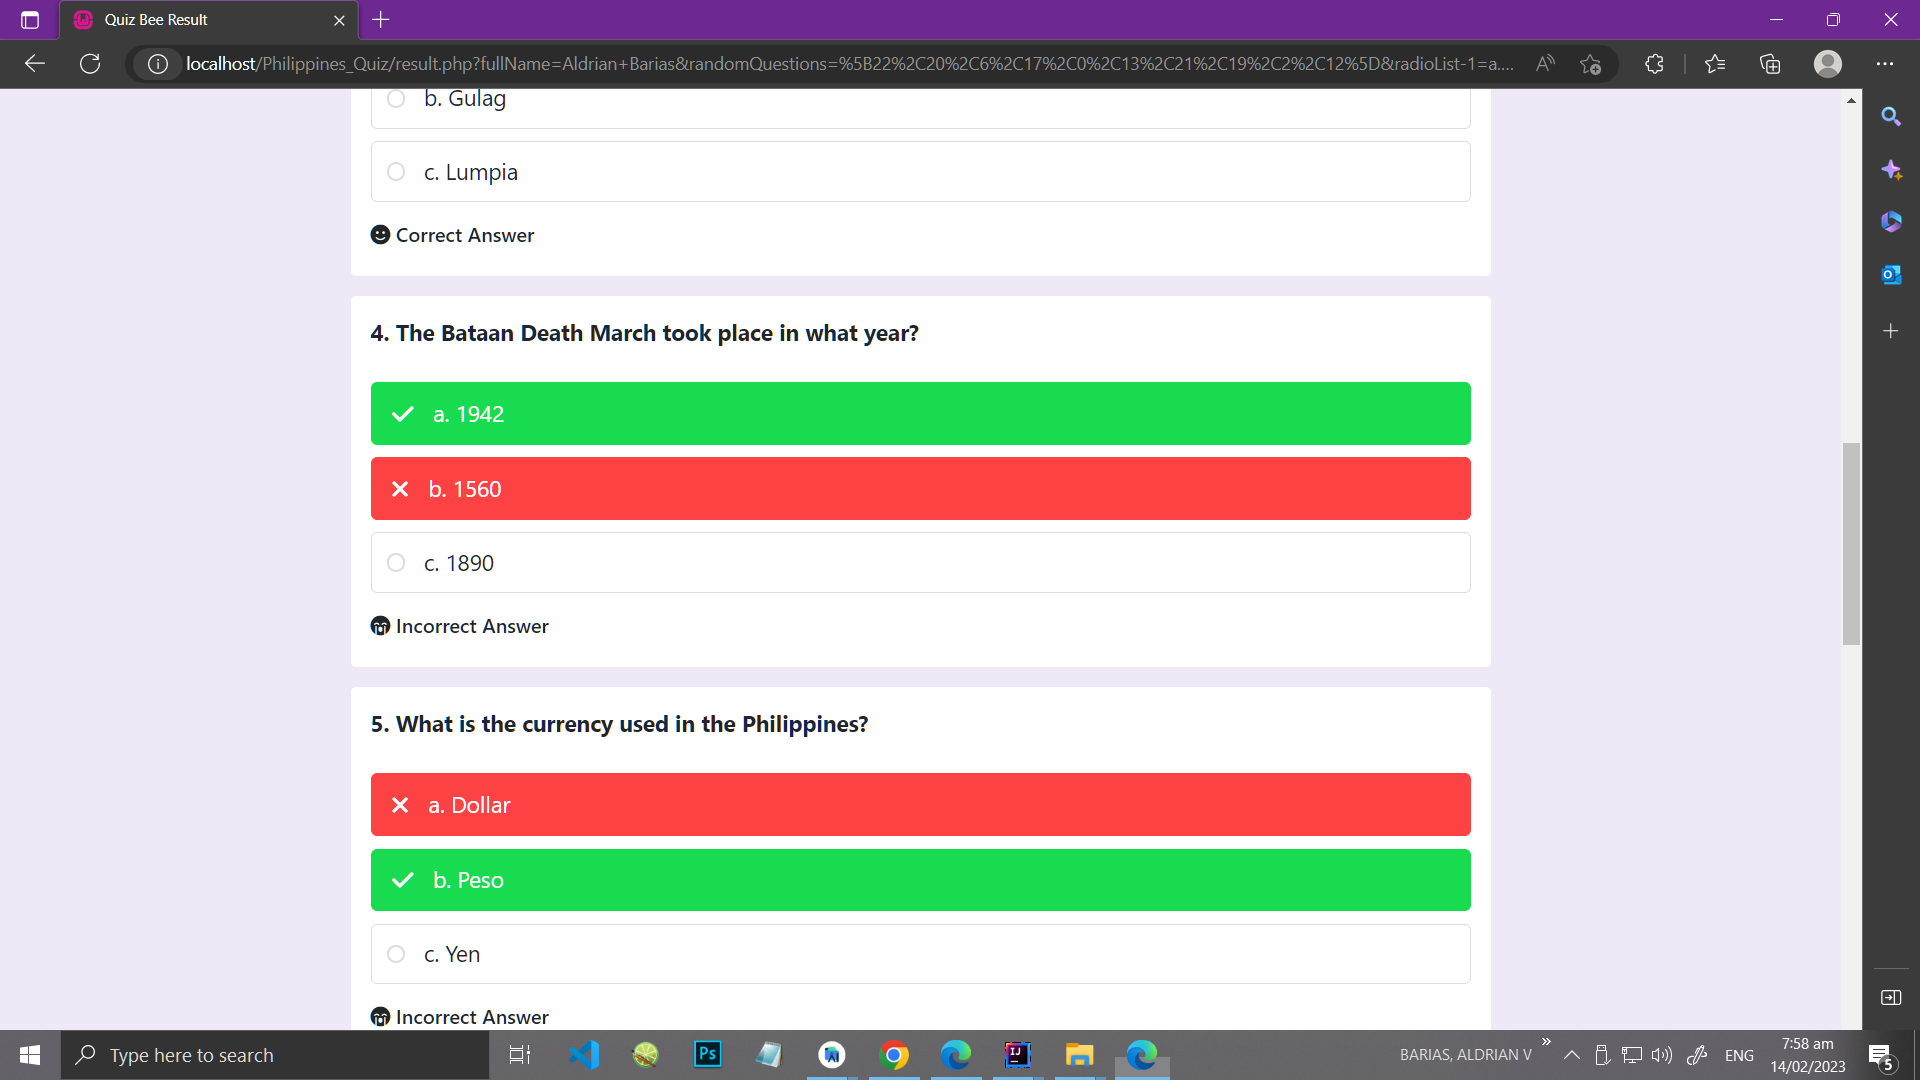 Quiz Bee Result
localhost/Philippines_Quiz/result.php?fullName=Aldrian+Barias&randomQuestions=%5B22%2C20%2C6%2C17%2C0%2C13%2C21%2C19%2C2%2C12%5D&radioList-1=a....
b. Gulag
c. Lumpia
Correct Answer
4. The Bataan Death March took place in what year?
a. 1942
b. 1560
c. 1890
Incorrect Answer
5. What is the currency used in the Philippines?
a. Dollar
b. Peso
c. Yen
Incorrect Answer
Type here to search
Ps
IJ
BARIAS, ALDRIAN V
ENG
7:58 am
14/02/2023
5